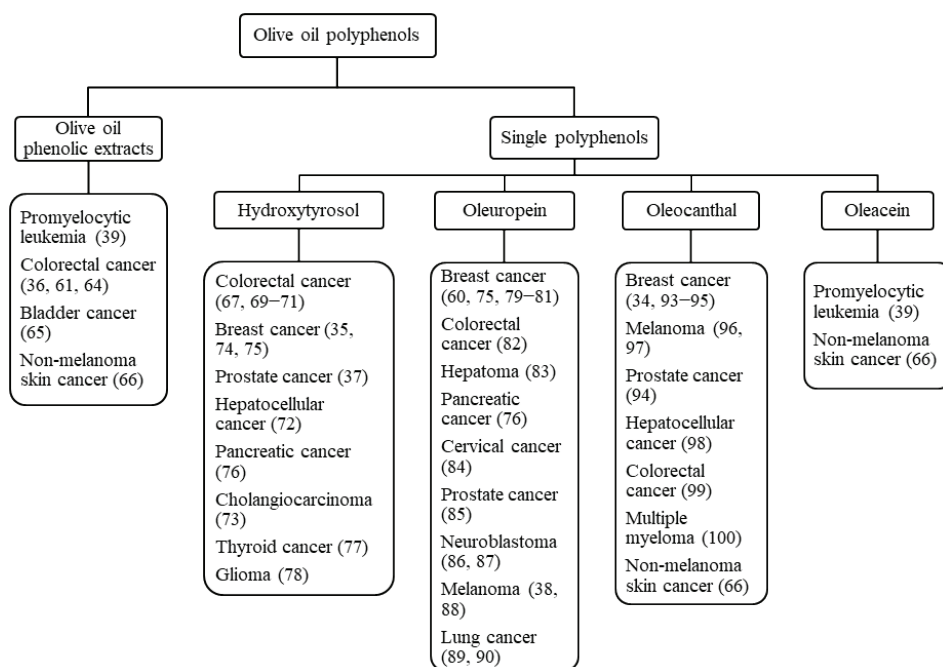 Olive oil polyphenols
Olive oil
phenolic extracts
Single polyphenols
Promyelocytic
leukemia (39)
Colorectal cancer
(36, 61, 64)
Bladder cancer
(65)
Non-melanoma
skin cancer (66)
Hydroxytyrosol
Colorectal cancer
(67, 69−71)
Breast cancer (35,
74, 75)
Prostate cancer (37)
Hepatocellular
cancer (72)
Pancreatic cancer
(76)
Cholangiocarcinoma
(73)
Thyroid cancer (77)
Glioma (78)
Oleuropein
Breast cancer
(60, 75, 79−81)
Colorectal
cancer (82)
Hepatoma (83)
Pancreatic
cancer (76)
Cervical cancer
(84)
Prostate cancer
(85)
Neuroblastoma
(86, 87)
Melanoma (38,
88)
Lung cancer
(89, 90)
Oleocanthal
Breast cancer
(34, 93−95)
Melanoma (96,
97)
Prostate cancer
(94)
Hepatocellular
cancer (98)
Colorectal
cancer (99)
Multiple
myeloma (100)
Non-melanoma
skin cancer (66)
Oleacein
Promyelocytic
leukemia (39)
Non-melanoma
skin cancer (66)